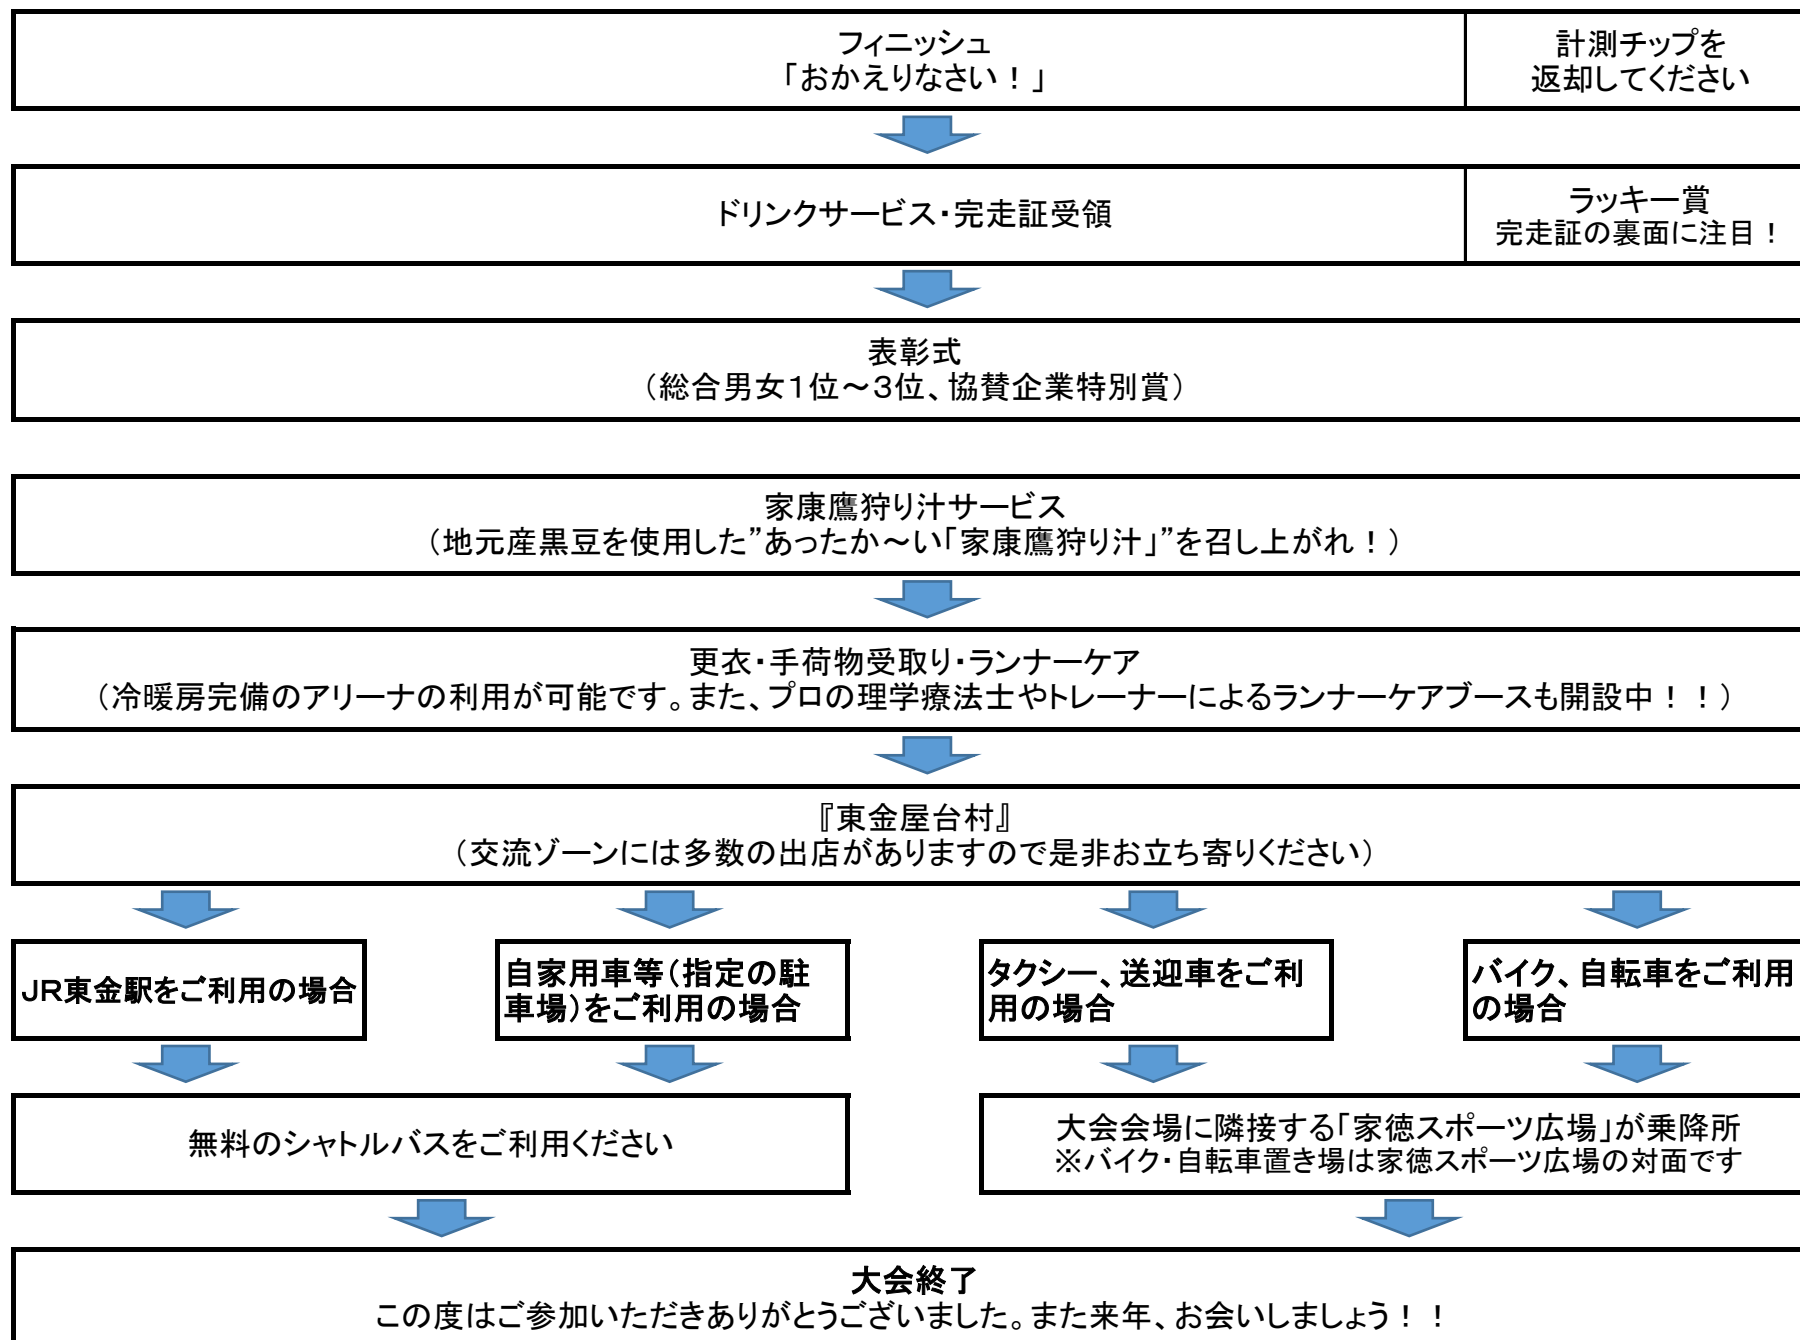 フィニッシュ
「おかえりなさい！」
計測チップを
返却してください
ドリンクサービス・完走証受領
ラッキー賞
完走証の裏面に注目！
表彰式
（総合男女１位～３位、協賛企業特別賞）
家康鷹狩り汁サービス
（地元産黒豆を使用した”あったか～い「家康鷹狩り汁」”を召し上がれ！）
更衣・手荷物受取り・ランナーケア
（冷暖房完備のアリーナの利用が可能です。また、プロの理学療法士やトレーナーによるランナーケアブースも開設中！！）
『東金屋台村』
（交流ゾーンには多数の出店がありますので是非お立ち寄りください）
ＪＲ東金駅をご利用の場合
自家用車等（指定の駐
車場）をご利用の場合
タクシー、送迎車をご利
用の場合
バイク、自転車をご利用
の場合
無料のシャトルバスをご利用ください
大会会場に隣接する「家徳スポーツ広場」が乗降所
※バイク・自転車置き場は家徳スポーツ広場の対面です
大会終了
この度はご参加いただきありがとうございました。また来年、お会いしましょう！！